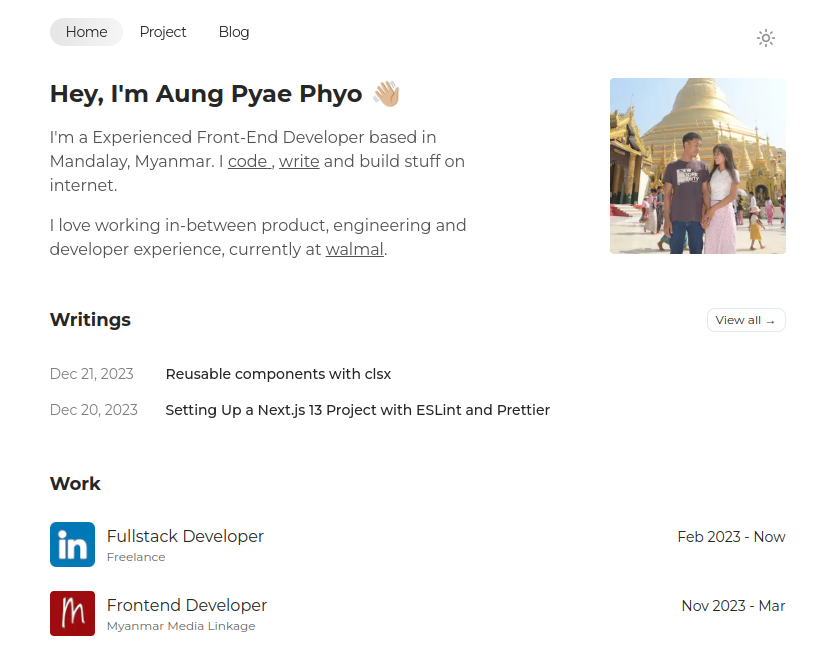 Home Project Blog
Hey, I'm Aung Pyae Phyo 👋🏼
I'm a Experienced Front-End Developer based in
Mandalay, Myanmar. I code , write and build stuff on
internet.
I love working in-between product, engineering and
developer experience, currently at walmal.
Writings
View all →
Dec 21, 2023 Reusable components with clsx
Dec 20, 2023 Setting Up a Next.js 13 Project with ESLint and Prettier
Work
in
Fullstack Developer Feb 2023 - Now
Freelance
M
Frontend Developer Nov 2023 - Mar
Myanmar Media Linkage